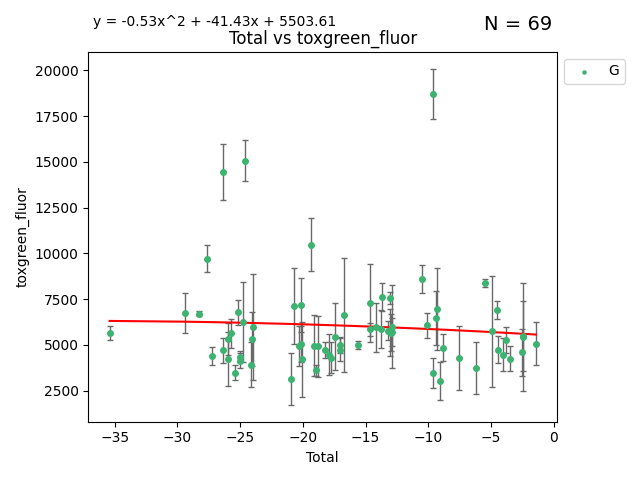 y = -0.53x^2 + -41.43x + 5503.61
N = 69
Total vs toxgreen_fluor
G
20000
17500
15000
12500
10000
7500
5000
2500
toxgreen_fluor
−35 −30 −25 −20 −15 −10 −5 0
Total